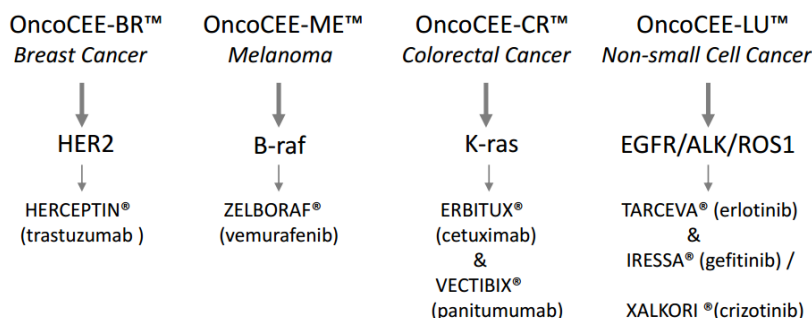 OncoCEE-BR™
Breast Cancer
HER2
HERCEPTIN®
(trastuzumab )
OncoCEE-ME™
Melanoma
B-raf
ZELBORAF®
(vemurafenib)
OncoCEE-CR™
Colorectal Cancer
K-ras
ERBITUX®
(cetuximab)
&
VECTIBIX®
(panitumumab)
OncoCEE-LU™
Non-small Cell Cancer
EGFR/ALK/ROS1
TARCEVA® (erlotinib)
&
IRESSA® (gefitinib) /
XALKORI ®(crizotinib)